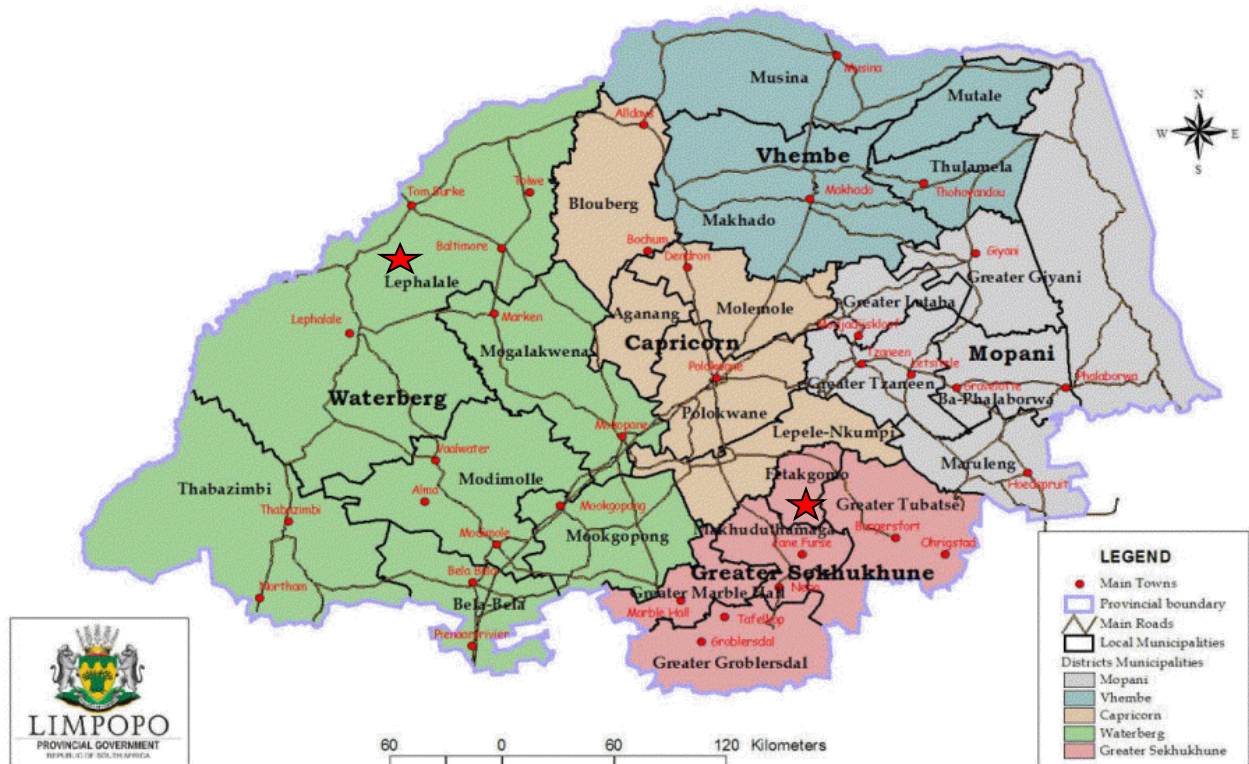 Musina
Musina
Mutale
Alldays
Vhembe
Thulamela
Tolwe
Tom Burke
Makhado
Thohoyandou
Blouberg
Makhado
Baltimore
Bochum
Dendron
Giyani
Lephalale
Greater Giyani
Greater Letaba
Molemole
Aganang
Marken
Lephalale
Modjadjiskloof
Mogalakwena
Capricorn
Mopani
Tzaneen
Letsitele
Polokwane
Greater Tzaneen
Gravelotte
Phalaborwa
Waterberg
Ba-Phalaborwa
Polokwane
Lepele-Nkumpi
Mokopane
Vaalwater
Maruleng
Fetakgomo
Hoedspruit
Modimolle
Thabazimbi
Alma
Greater Tubatse
Mookgopong
Thabazimbi
Makhuduthamaga
Burgersfort
Modimole
Mookgopong
Jane Furse
Ohrigstad
Greater Sekhukhune
Bela Bela
Northam
Nebo
Greater Marble Hall
Bela-Bela
Marble Hall
Tafelkop
Pienaarsrivier
Groblersdal
Greater Groblersdal
N
W E
S
LEGEND
Main Towns
Provincial boundary
Main Roads
Local Municipalities
Districts Municipalities
Mopani
Vhembe
Capricorn
Waterberg
Greater Sekhukhune
LIMPOPO
PROVINCIAL GOVERNMENT
REPUBLIC OF SOUTH AFRICA
60 0 60 120 Kilometers